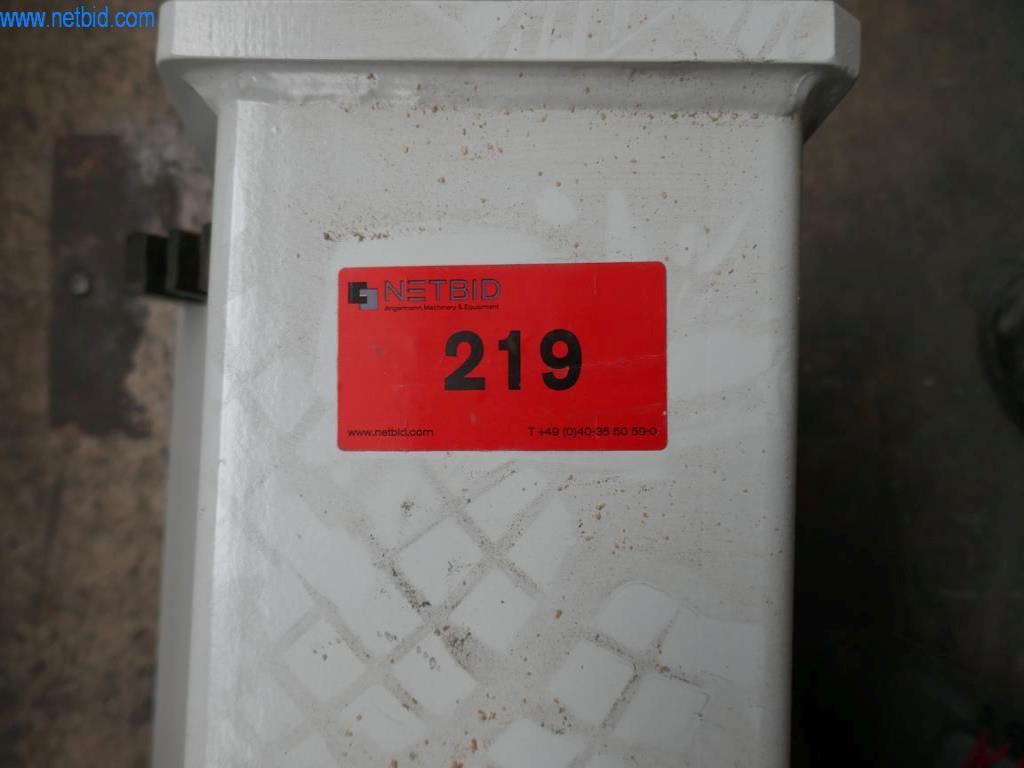 www.netbid.com
NETBID
Angermann Machinery & Equipment
219
www.netbid.com T +49 (0)40-35 50 59-0